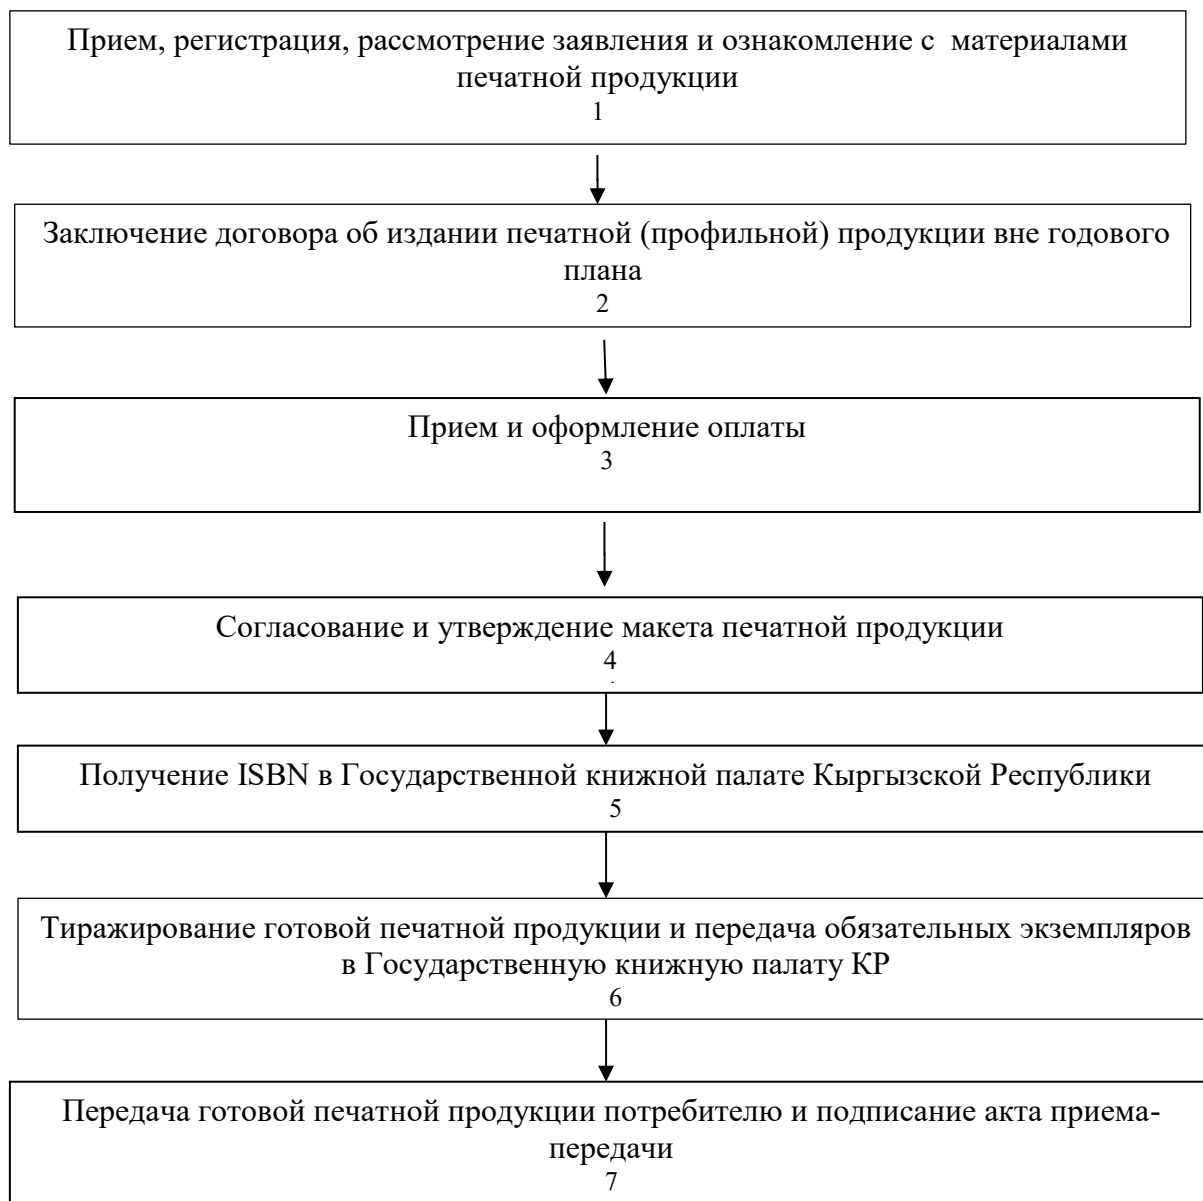 Прием, регистрация, рассмотрение заявления и ознакомление с материалами
печатной продукции
1
Заключение договора об издании печатной (профильной) продукции вне годового
плана
2
Прием и оформление оплаты
3
Согласование и утверждение макета печатной продукции
4
Получение ISBN в Государственной книжной палате Кыргызской Республики
5
Тиражирование готовой печатной продукции и передача обязательных экземпляров
в Государственную книжную палату КР
6
Передача готовой печатной продукции потребителю и подписание акта приема-
передачи
7